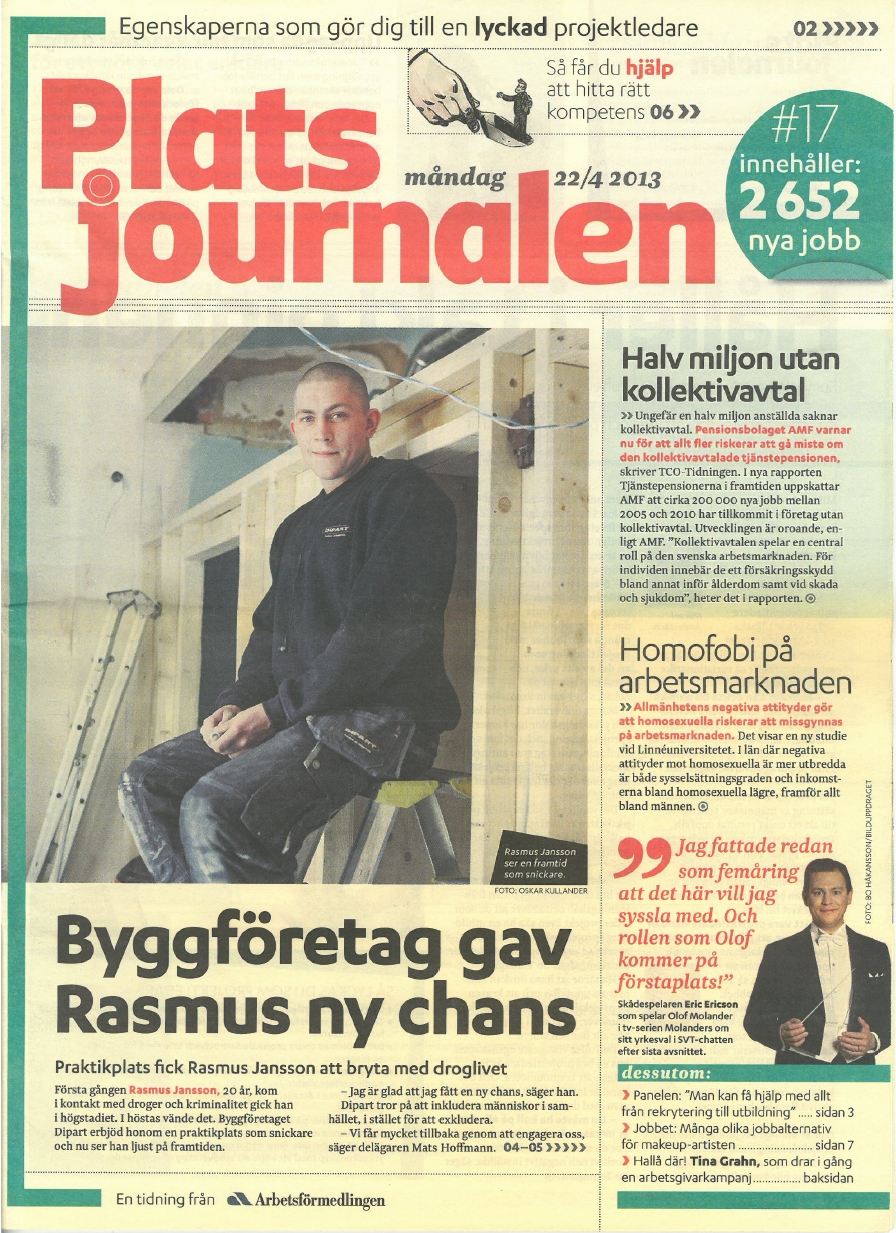 Egenskaperna som gör dig till en lyckad projektledare 02 »»»
Så får du hjälp
att hitta rätt
kompetens 06 »
Plats
journalen
måndag 22/4 2013
#17
innehåller:
2 652
nya jobb
DIPART
DIPART
Rasmus Jansson
ser en framtid
som snickare.
FOTO: OSKAR KULLANDER
Byggföretag gav
Rasmus ny chans
Praktikplats fick Rasmus Jansson att bryta med droglivet
Första gången Rasmus Jansson, 20 år, kom
i kontakt med droger och kriminalitet gick han
i högstadiet. I höstas vände det. Byggföretaget
Dipart erbjöd honom en praktikplats som snickare
och nu ser han ljust på framtiden.
– Jag är glad att jag fått en ny chans, säger han.
Dipart tror på att inkludera människor i sam-
hället, i stället för att exkludera.
– Vi får mycket tillbaka genom att engagera oss,
säger delägaren Mats Hoffmann. 04–05 »»»
Halv miljon utan
kollektivavtal
» Ungefär en halv miljon anställda saknar
kollektivavtal. Pensionsbolaget AMF varnar
nu för att allt fler riskerar att gå miste om
den kollektivavtalade tjänstepensionen,
skriver TCO-Tidningen. I nya rapporten
Tjänstepensionerna i framtiden uppskattar
AMF att cirka 200 000 nya jobb mellan
2005 och 2010 har tillkommit i företag utan
kollektivavtal. Utvecklingen är oroande, en-
ligt AMF. ”Kollektivavtalen spelar en central
roll på den svenska arbetsmarknaden. För
individen innebär de ett försäkringsskydd
bland annat inför ålderdom samt vid skada
och sjukdom”, heter det i rapporten.
Homofobi på
arbetsmarknaden
» Allmänhetens negativa attityder gör
att homosexuella riskerar att missgynnas
på arbetsmarknaden. Det visar en ny studie
vid Linnéuniversitetet. I län där negativa
attityder mot homosexuella är mer utbredda
är både sysselsättningsgraden och inkomst-
erna bland homosexuella lägre, framför allt
bland männen.
”Jag fattade redan
som femåring
att det här vill jag
syssla med. Och
rollen som Olof
kommer på
förstaplats!”
Skådespelaren Eric Ericson
som spelar Olof Molander
i tv-serien Molanders om
sitt yrkesval i SVT-chatten
efter sista avsnittet.
FOTO: BO HÅKANSSON/BILDUPPDRAGET
dessutom:
› Panelen: ”Man kan få hjälp med allt
från rekrytering till utbildning”..... sidan 3
› Jobbet: Många olika jobbalternativ
för makeup-artisten .................... sidan 7
› Hallå där! Tina Grahn, som drar i gång
en arbetsgivarkampanj............... baksidan
En tidning från Arbetsförmedlingen